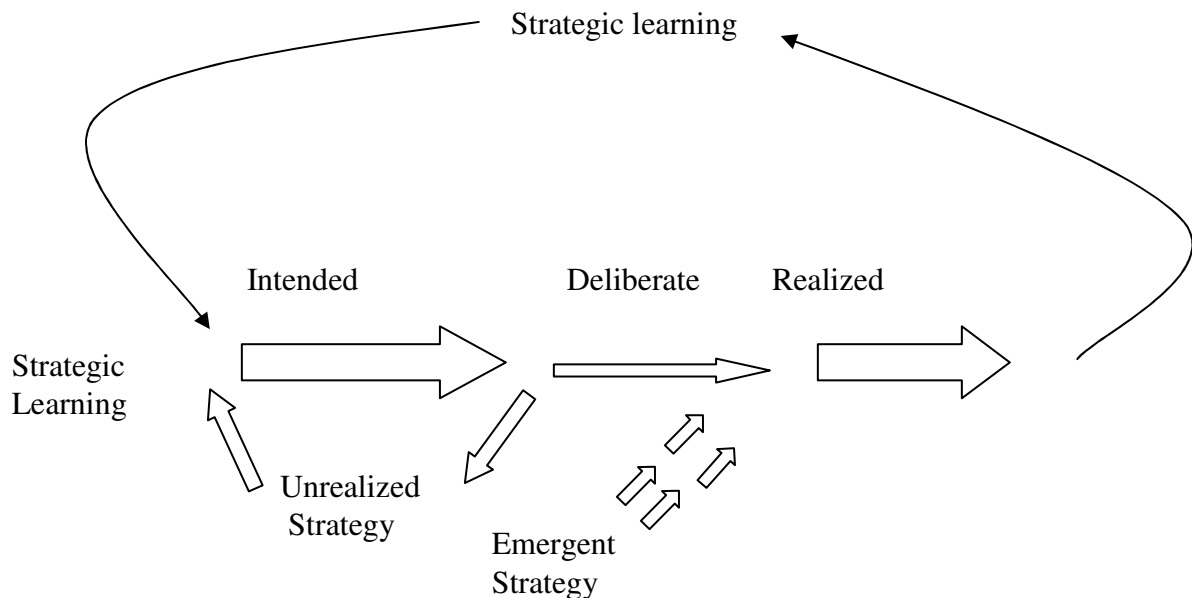 Strategic learning
Intended
Deliberate
Realized
Strategic
Learning
Unrealized
Strategy
Emergent
Strategy